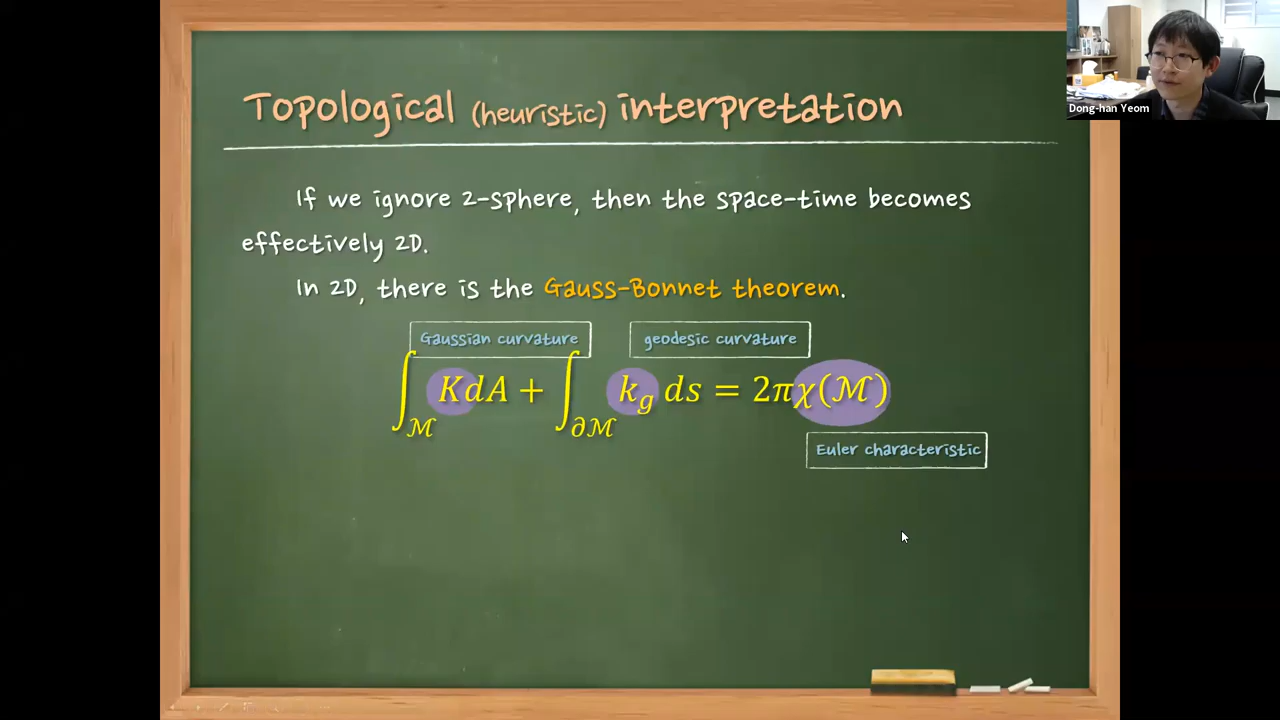 Dong-han Yeom
Topological (heuristic) interpretation
If we ignore 2-sphere, then the space-time becomes
effectively 2D.
In 2D, there is the Gauss-Bonnet theorem.
Gaussian curvature
geodesic curvature
∫_ℳ KdA + ∫_∂ℳ k_g ds = 2πχ(ℳ)
Euler characteristic